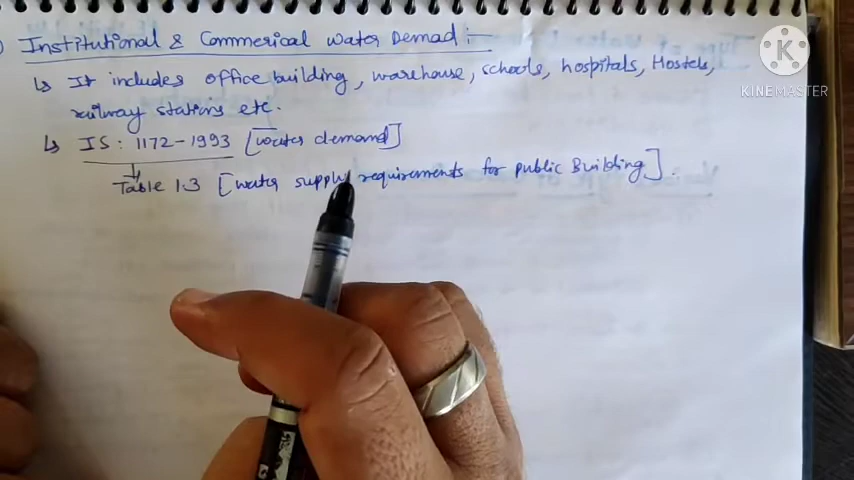 Institutional & Commerical Water Demad :-
↳ It includes office building, warehouse, schools, hospitals, Hostels,
railway stations etc.
↳ IS: 1172-1993 [water demand]
Table 1.3 [water supply requirements for public Building].
K
KINEMASTER